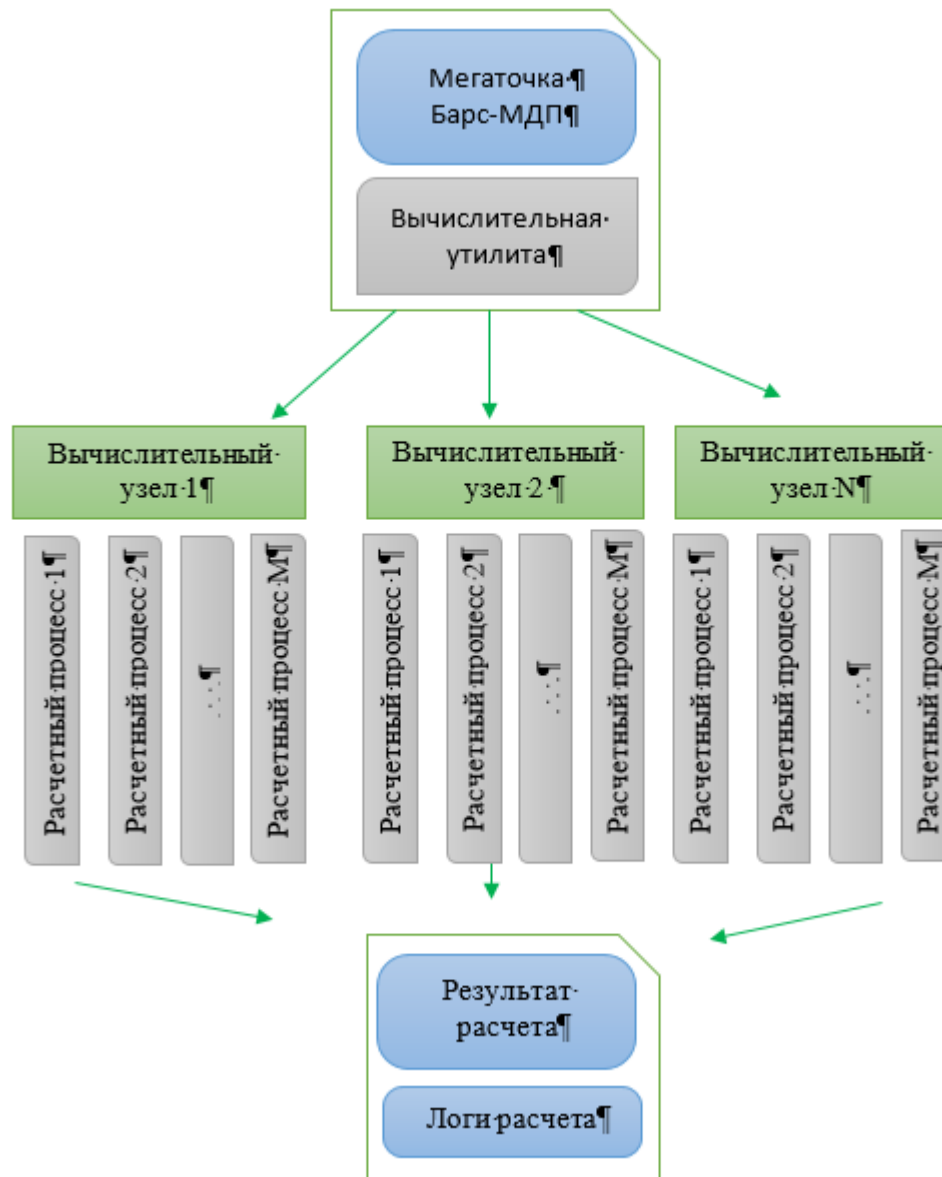 Мегаточка·¶
Барс-МДП¶
Вычислительная·
утилита¶
Вычислительный·
узел·1¶
Вычислительный·
узел·2·¶
Вычислительный·
узел·N¶
Расчетный·процесс·1¶
Расчетный·процесс·2¶
....¶
Расчетный·процесс·М¶
Расчетный·процесс·1¶
Расчетный·процесс·2¶
....¶
Расчетный·процесс·М¶
Расчетный·процесс·1¶
Расчетный·процесс·2¶
....¶
Расчетный·процесс·М¶
Результат·
расчета¶
Логи·расчета¶